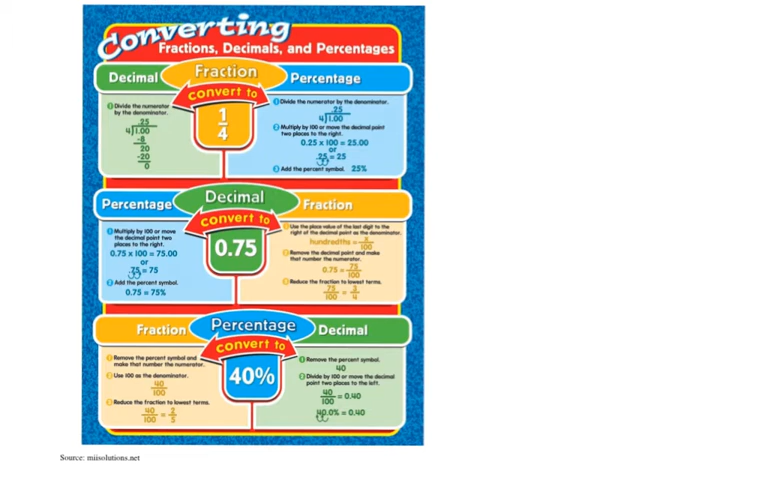 Converting
Fractions, Decimals, and Percentages
Decimal
Fraction
Percentage
convert to
1
4
1 Divide the numerator
by the denominator.
.25
4)1.00
-8
20
-20
0
1 Divide the numerator by the denominator.
.25
4)1.00
2 Multiply by 100 or move the decimal point
two places to the right.
0.25 x 100 = 25.00
or
.25 = 25
3 Add the percent symbol. 25%
Percentage
Decimal
Fraction
convert to
0.75
1 Multiply by 100 or move
the decimal point two
places to the right.
0.75 x 100 = 75.00
or
.75 = 75
2 Add the percent symbol.
0.75 = 75%
1 Use the place value of the last digit to the
right of the decimal point as the denominator.
hundredths = x/100
2 Remove the decimal point and make
that number the numerator.
0.75 = 75/100
3 Reduce the fraction to lowest terms.
75/100 = 3/4
Fraction
Percentage
Decimal
convert to
40%
1 Remove the percent symbol and
make that number the numerator.
2 Use 100 as the denominator.
40
100
3 Reduce the fraction to lowest terms.
40/100 = 2/5
1 Remove the percent symbol.
40
2 Divide by 100 or move the decimal
point two places to the left.
40/100 = 0.40
40.0% = 0.40
Source: miisolutions.net